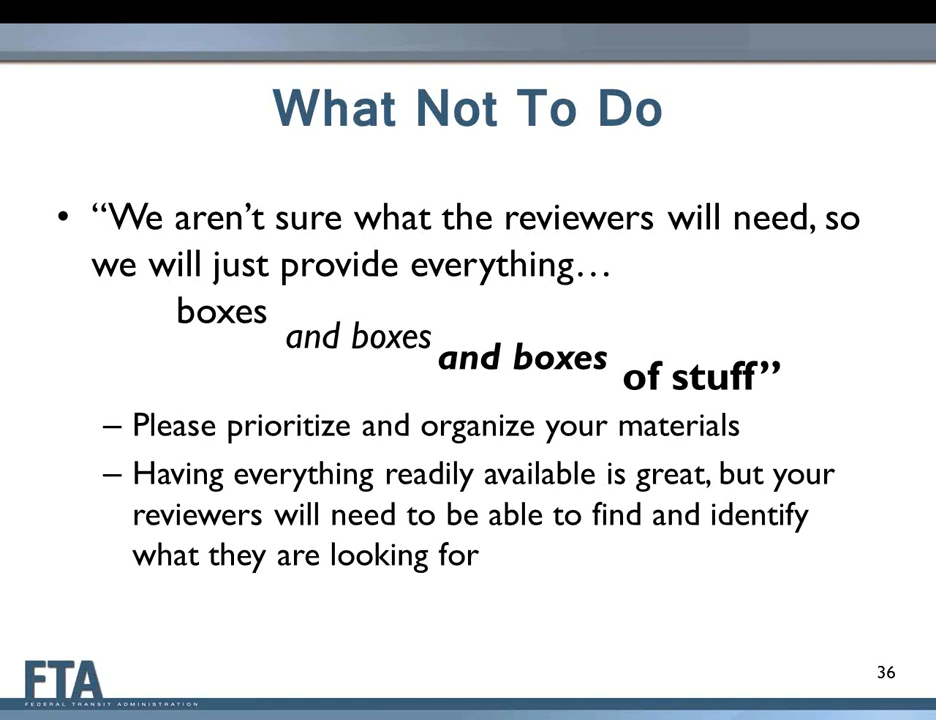 What Not To Do
• “We aren’t sure what the reviewers will need, so
we will just provide everything…
boxes and boxes and boxes of stuff”
– Please prioritize and organize your materials
– Having everything readily available is great, but your
reviewers will need to be able to find and identify
what they are looking for
36
FTA
FEDERAL TRANSIT ADMINISTRATION